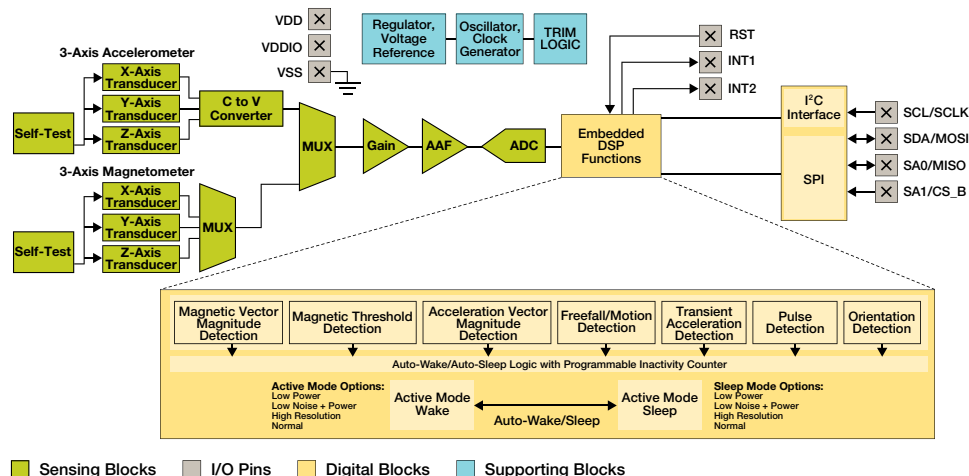 VDD
VDDIO
VSS
Regulator,
Voltage
Reference
Oscillator,
Clock
Generator
TRIM
LOGIC
RST
INT1
INT2
3-Axis Accelerometer
Self-Test
X-Axis
Transducer
Y-Axis
Transducer
Z-Axis
Transducer
C to V
Converter
MUX
Gain
AAF
ADC
Embedded
DSP
Functions
I²C
Interface
SPI
SCL/SCLK
SDA/MOSI
SA0/MISO
SA1/CS_B
3-Axis Magnetometer
Self-Test
X-Axis
Transducer
Y-Axis
Transducer
Z-Axis
Transducer
MUX
Magnetic Vector
Magnitude
Detection
Magnetic Threshold
Detection
Acceleration Vector
Magnitude
Detection
Freefall/Motion
Detection
Transient
Acceleration
Detection
Pulse
Detection
Orientation
Detection
Auto-Wake/Auto-Sleep Logic with Programmable Inactivity Counter
Active Mode Options:
Low Power
Low Noise + Power
High Resolution
Normal
Active Mode
Wake
Auto-Wake/Sleep
Active Mode
Sleep
Sleep Mode Options:
Low Power
Low Noise + Power
High Resolution
Normal
Sensing Blocks
I/O Pins
Digital Blocks
Supporting Blocks